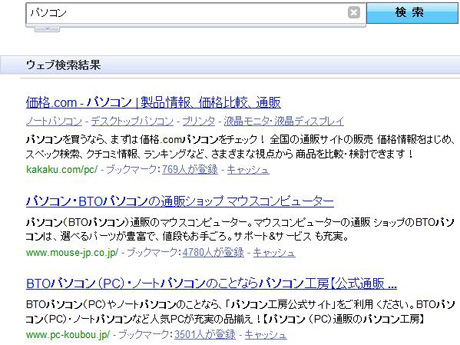 パソコン
検 索
ウェブ検索結果
価格.com - パソコン | 製品情報、価格比較、通販
ノートパソコン - デスクトップパソコン - プリンタ - 液晶モニタ・液晶ディスプレイ
パソコンを買うなら、まずは価格.comパソコンをチェック！ 全国の通販サイトの販売 価格情報をはじめ、
スペック検索、クチコミ情報、ランキングなど、さまざまな視点から 商品を比較・検討できます！
kakaku.com/pc/ - ブックマーク：769人が登録 - キャッシュ
パソコン・BTOパソコンの通販ショップ マウスコンピューター
パソコン（BTOパソコン）通販のマウスコンピューター。マウスコンピューターの通販 ショップのBTOパソ
コンは、選べるパーツが豊富で、値段もお手ごろ。サポート&サービス も充実。
www.mouse-jp.co.jp/ - ブックマーク：4780人が登録 - キャッシュ
BTOパソコン（PC）・ノートパソコンのことならパソコン工房【公式通販 ...
BTOパソコン（PC）やノートパソコンのことなら、「パソコン工房公式サイト」をご利用 ください。BTOパソ
コン・ノートパソコンなど人気PCが充実の品揃え！【パソコン （PC）通販のパソコン工房】
www.pc-koubou.jp/ - ブックマーク：3501人が登録 - キャッシュ